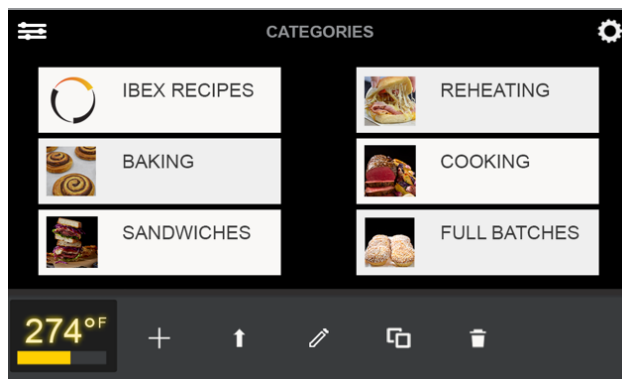 CATEGORIES
IBEX RECIPES
REHEATING
BAKING
COOKING
SANDWICHES
FULL BATCHES
274°F